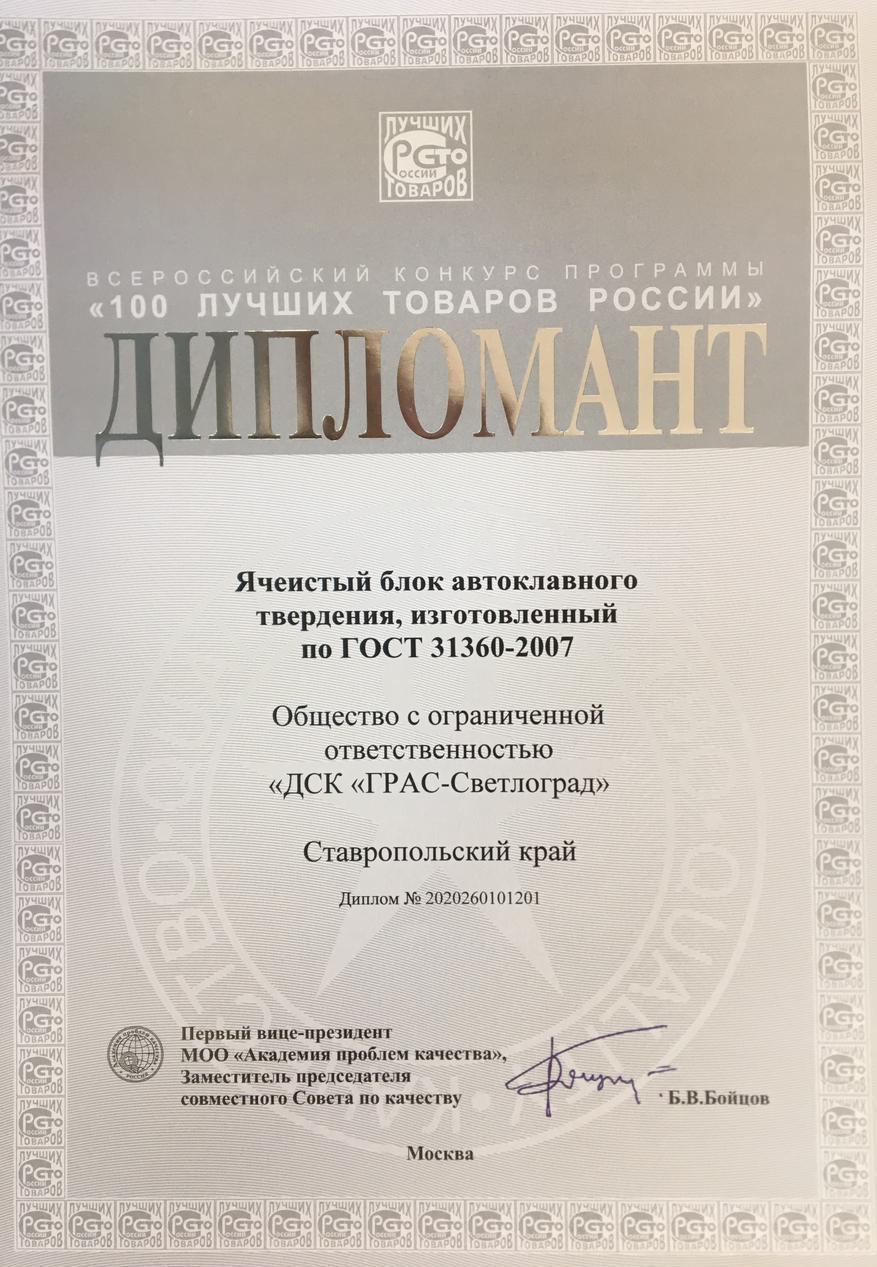 ЛУЧШИХ
РСТО
РОССИИ
ТОВАРОВ
ВСЕРОССИЙСКИЙ КОНКУРС ПРОГРАММЫ
«100 ЛУЧШИХ ТОВАРОВ РОССИИ»
ДИПЛОМАНТ
Ячеистый блок автоклавного
твердения, изготовленный
по ГОСТ 31360-2007
Общество с ограниченной
ответственностью
«ДСК «ГРАС-Светлоград»
Ставропольский край
Диплом № 2020260101201
Первый вице-президент
МОО «Академия проблем качества»,
Заместитель председателя
совместного Совета по качеству
Б.В.Бойцов
Москва